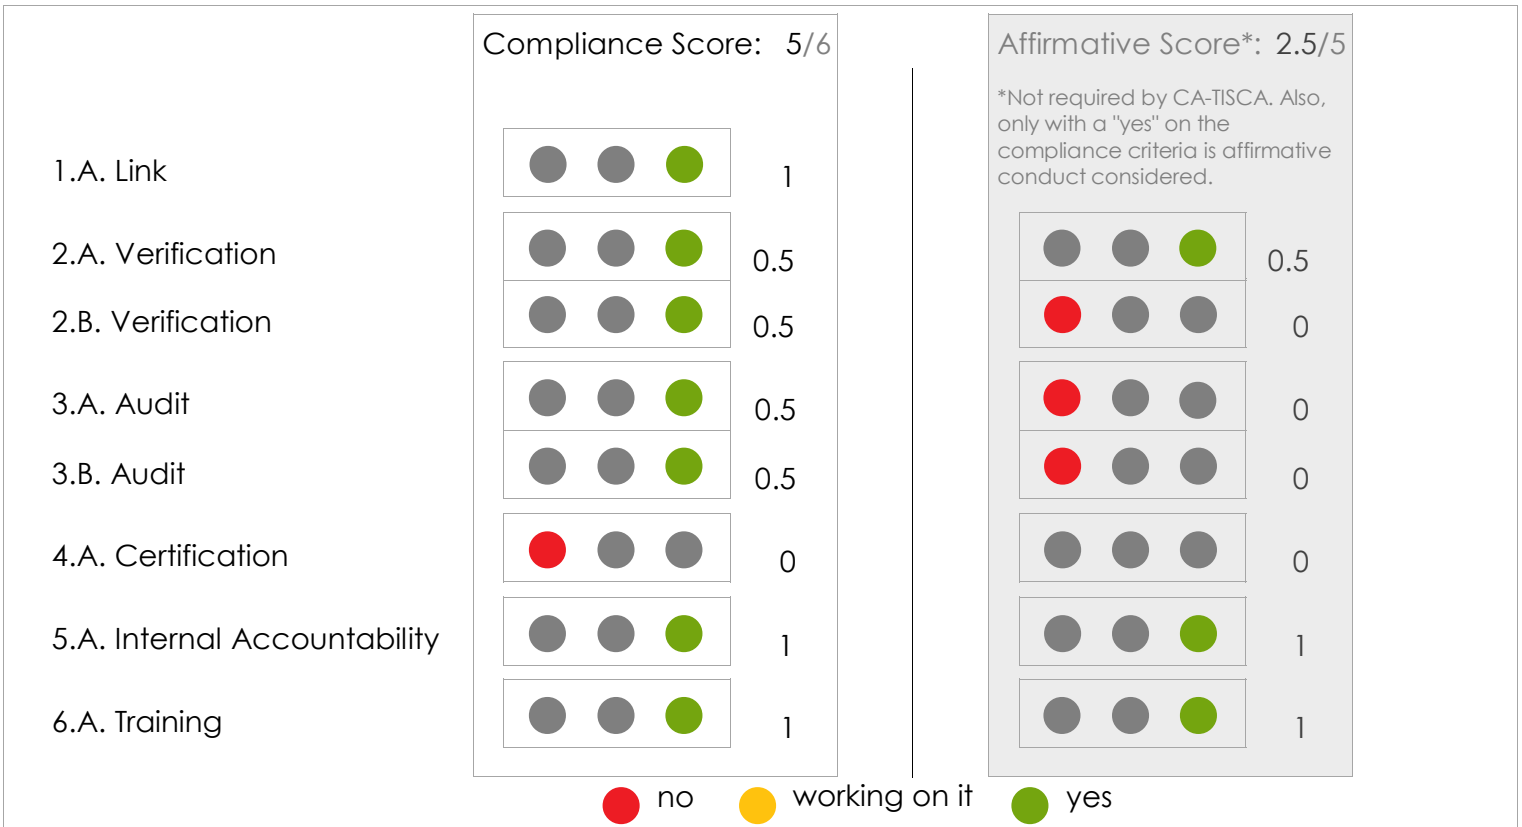 Compliance Score: 5/6
Affirmative Score*: 2.5/5
*Not required by CA-TISCA. Also,
only with a "yes" on the
compliance criteria is affirmative
conduct considered.
1.A. Link 1
2.A. Verification 0.5 0.5
2.B. Verification 0.5 0
3.A. Audit 0.5 0
3.B. Audit 0.5 0
4.A. Certification 0 0
5.A. Internal Accountability 1 1
6.A. Training 1 1
no working on it yes